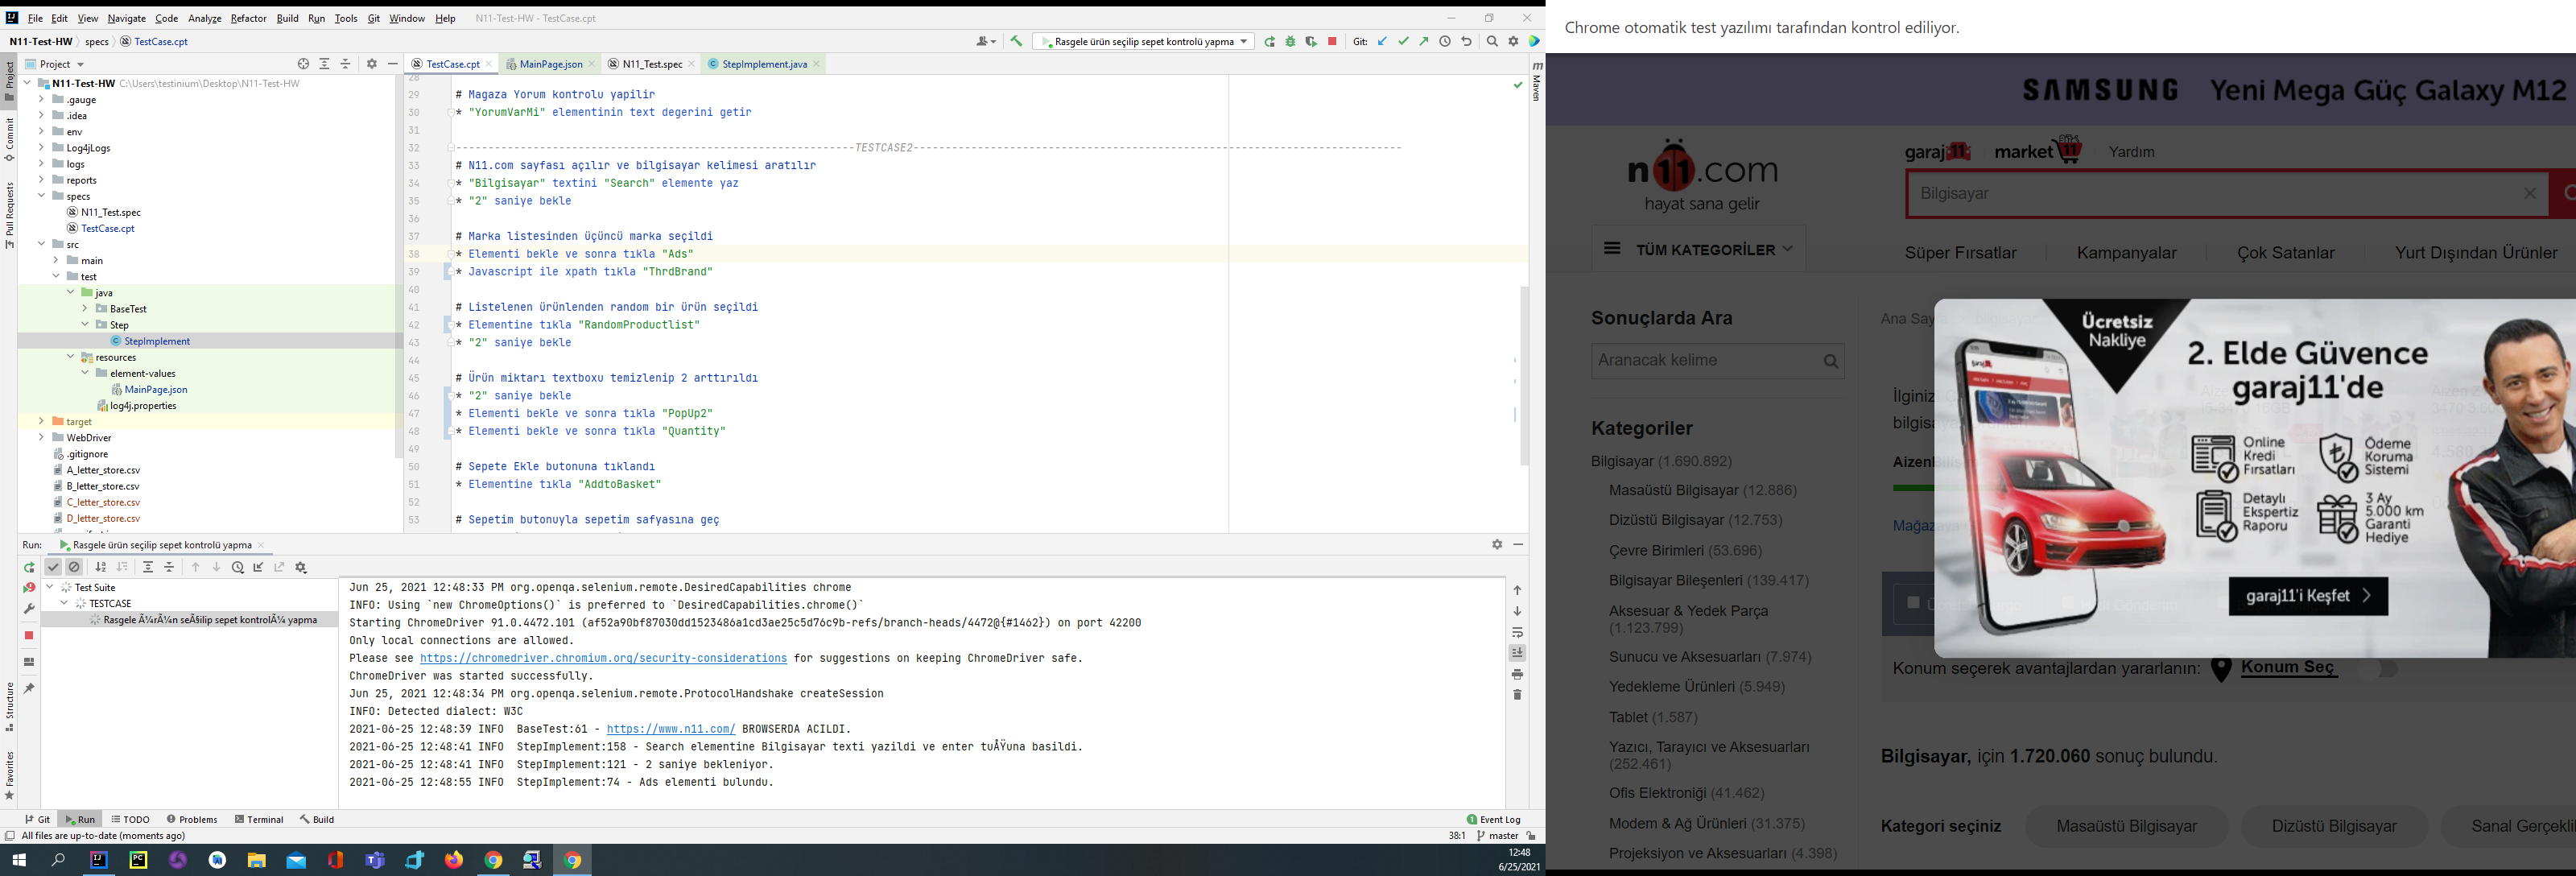 File Edit View Navigate Code Analyze Refactor Build Run Tools Git Window Help N11-Test-HW - TestCase.cpt
N11-Test-HW specs TestCase.cpt
Rasgele ürün seçilip sepet kontrolü yapma
Git:
Project
TestCase.cpt MainPage.json N11_Test.spec StepImplement.java
Project
Commit
Pull Requests
Structure
Favorites
Maven
N11-Test-HW C:\Users\testinium\Desktop\N11-Test-HW
.gauge
.idea
env
Log4jLogs
logs
reports
specs
N11_Test.spec
TestCase.cpt
src
main
test
java
BaseTest
Step
StepImplement
resources
element-values
MainPage.json
log4j.properties
target
WebDriver
.gitignore
A_letter_store.csv
B_letter_store.csv
C_letter_store.csv
D_letter_store.csv
28
29 # Magaza Yorum kontrolu yapilir
30 * "YorumVarMi" elementinin text degerini getir
31
32 TESTCASE2
33 # N11.com sayfası açılır ve bilgisayar kelimesi aratılır
34 * "Bilgisayar" textini "Search" elemente yaz
35 * "2" saniye bekle
36
37 # Marka listesinden üçüncü marka seçildi
38 * Elementi bekle ve sonra tıkla "Ads"
39 * Javascript ile xpath tıkla "ThrdBrand"
40
41 # Listelenen ürünlenden random bir ürün seçildi
42 * Elementine tıkla "RandomProductlist"
43 * "2" saniye bekle
44
45 # Ürün miktarı textboxu temizlenip 2 arttırıldı
46 * "2" saniye bekle
47 * Elementi bekle ve sonra tıkla "PopUp2"
48 * Elementi bekle ve sonra tıkla "Quantity"
49
50 # Sepete Ekle butonuna tıklandı
51 * Elementine tıkla "AddtoBasket"
52
53 # Sepetim butonuyla sepetim safyasına geç
Run: Rasgele ürün seçilip sepet kontrolü yapma
Test Suite
TESTCASE
Rasgele Ã¼rÃ¼n seÃ§ilip sepet kontrolÃ¼ yapma
Jun 25, 2021 12:48:33 PM org.openqa.selenium.remote.DesiredCapabilities chrome
INFO: Using `new ChromeOptions()` is preferred to `DesiredCapabilities.chrome()`
Starting ChromeDriver 91.0.4472.101 (af52a90bf87030dd1523486a1cd3ae25c5d76c9b-refs/branch-heads/4472@{#1462}) on port 42200
Only local connections are allowed.
Please see https://chromedriver.chromium.org/security-considerations for suggestions on keeping ChromeDriver safe.
ChromeDriver was started successfully.
Jun 25, 2021 12:48:34 PM org.openqa.selenium.remote.ProtocolHandshake createSession
INFO: Detected dialect: W3C
2021-06-25 12:48:39 INFO BaseTest:61 - https://www.n11.com/ BROWSERDA ACILDI.
2021-06-25 12:48:41 INFO StepImplement:158 - Search elementine Bilgisayar texti yazildi ve enter tuÅŸuna basildi.
2021-06-25 12:48:41 INFO StepImplement:121 - 2 saniye bekleniyor.
2021-06-25 12:48:55 INFO StepImplement:74 - Ads elementi bulundu.
Git Run TODO Problems Terminal Build
Event Log
All files are up-to-date (moments ago)
38:1 master
12:48
6/25/2021
Chrome otomatik test yazılımı tarafından kontrol ediliyor.
SAMSUNG Yeni Mega Güç Galaxy M12
n11.com
hayat sana gelir
garaj11 market11 Yardım
Bilgisayar
TÜM KATEGORİLER
Süper Fırsatlar Kampanyalar Çok Satanlar Yurt Dışından Ürünler
Sonuçlarda Ara
Aranacak kelime
Kategoriler
Bilgisayar (1.690.892)
Masaüstü Bilgisayar (12.886)
Dizüstü Bilgisayar (12.753)
Çevre Birimleri (53.696)
Bilgisayar Bileşenleri (139.417)
Aksesuar & Yedek Parça
(1.123.799)
Sunucu ve Aksesuarları (7.974)
Yedekleme Ürünleri (5.949)
Tablet (1.587)
Yazıcı, Tarayıcı ve Aksesuarları
(252.461)
Ofis Elektroniği (41.462)
Modem & Ağ Ürünleri (31.375)
Projeksiyon ve Aksesuarları (4.398)
Ücretsiz
Nakliye
2. Elde Güvence
garaj11'de
Online
Kredi
Fırsatları
Ödeme
Koruma
Sistemi
Detaylı
Ekspertiz
Raporu
3 Ay
5.000 km
Garanti
Hediye
garaj11'i Keşfet
Konum seçerek avantajlardan yararlanın: Konum Seç
Bilgisayar, için 1.720.060 sonuç bulundu.
Kategori seçiniz Masaüstü Bilgisayar Dizüstü Bilgisayar